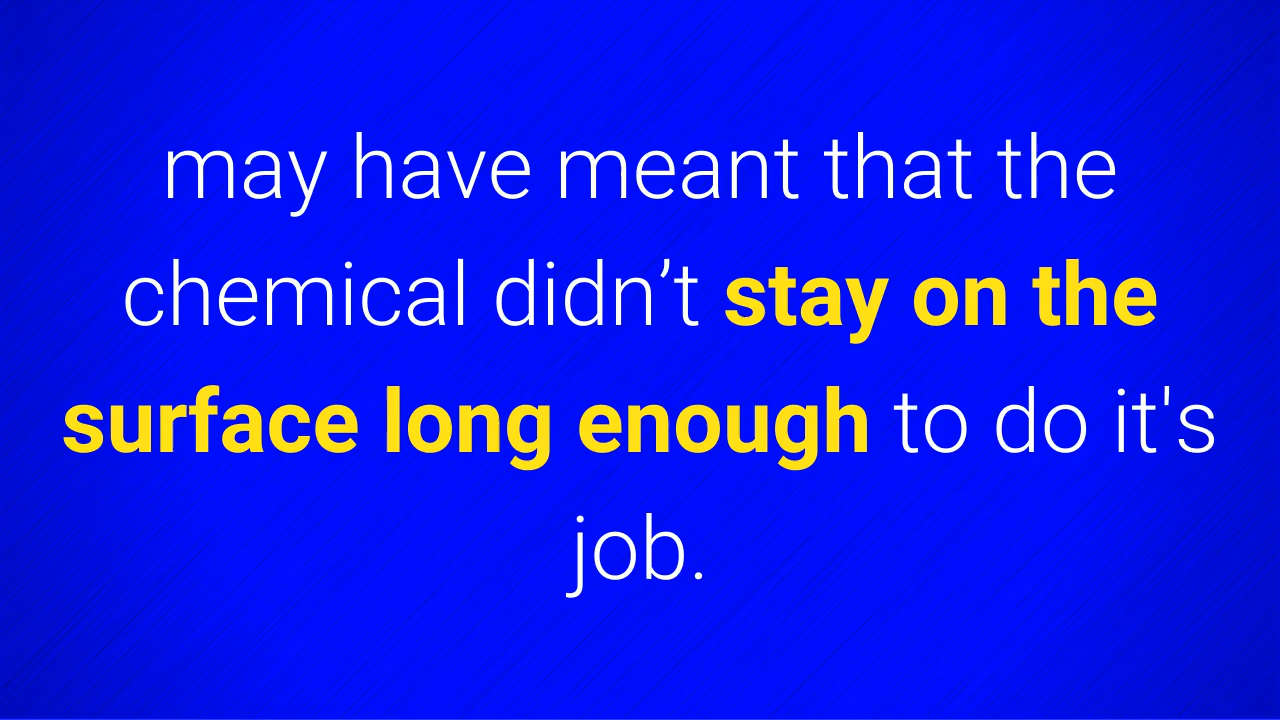 may have meant that the
chemical didn’t stay on the
surface long enough to do it's
job.